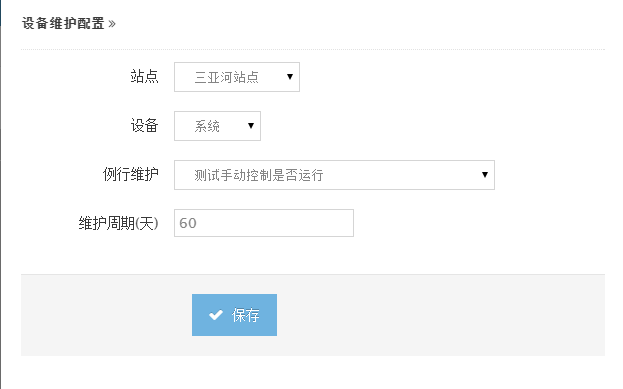 设备维护配置 »
站点 三亚河站点
设备 系统
例行维护 测试手动控制是否运行
维护周期(天) 60
保存